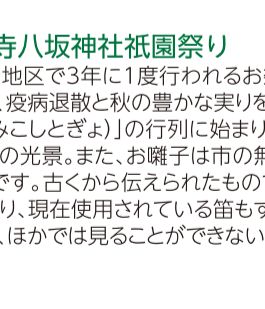 寺八坂神社祇園祭り
地区で3年に1度行われるお
、疫病退散と秋の豊かな実りを
みこしとぎょ)」の行列に始まり
の光景。また、お囃子は市の無
です。古くから伝えられたもので
り、現在使用されている笛もす
、ほかでは見ることができない